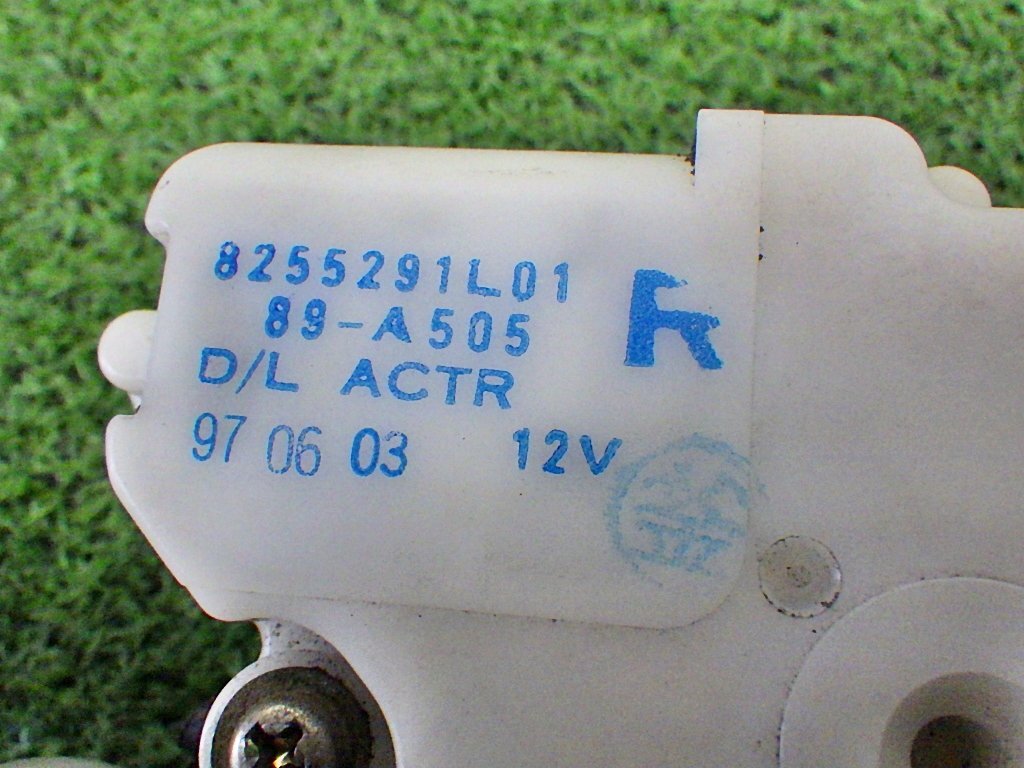 8255291L01
89-A505
R
D/L ACTR
97 06 03 12V